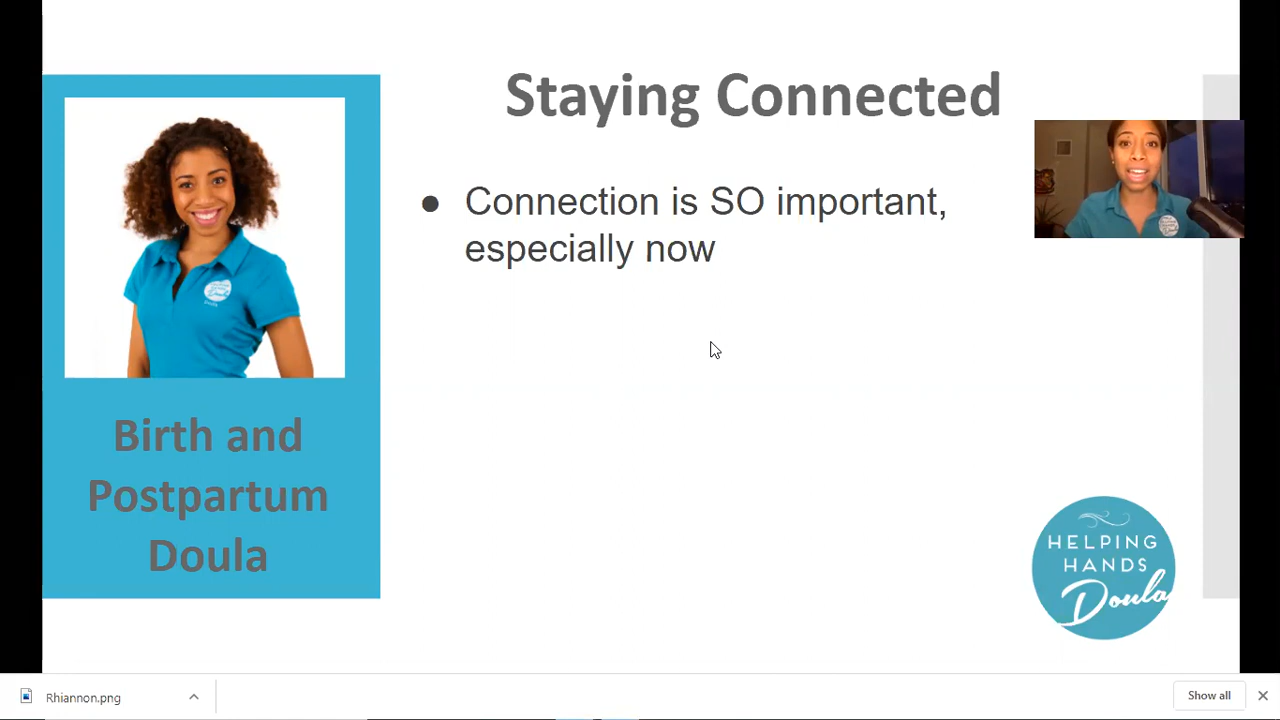 Staying Connected
● Connection is SO important,
especially now
Birth and
Postpartum
Doula
HELPING
HANDS
Doula
Rhiannon.png
Show all